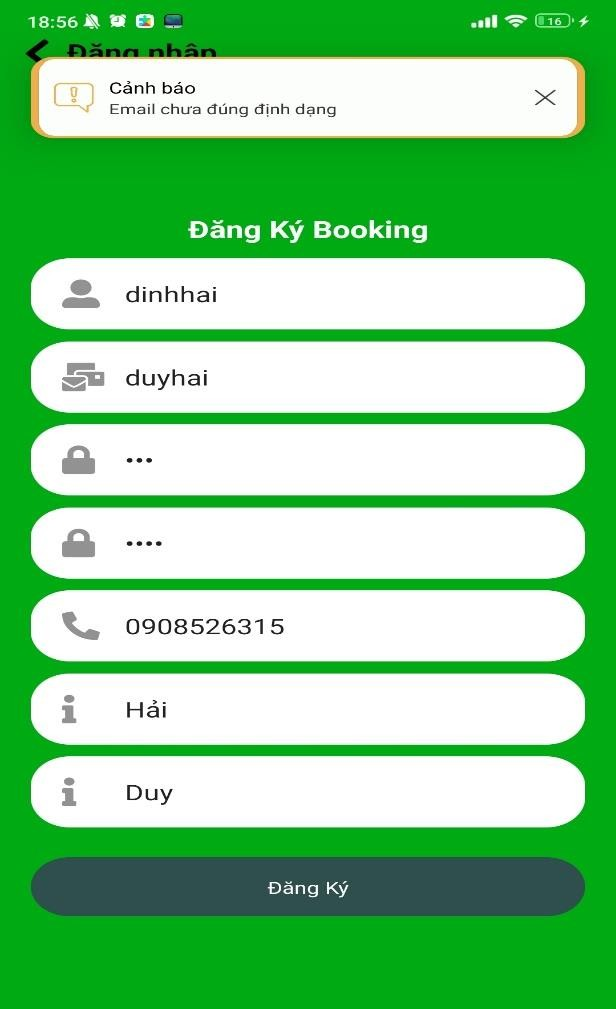 18:56
16
Đăng nhập
Cảnh báo
Email chưa đúng định dạng
Đăng Ký Booking
dinhhai
duyhai
•••
••••
0908526315
Hải
Duy
Đăng Ký